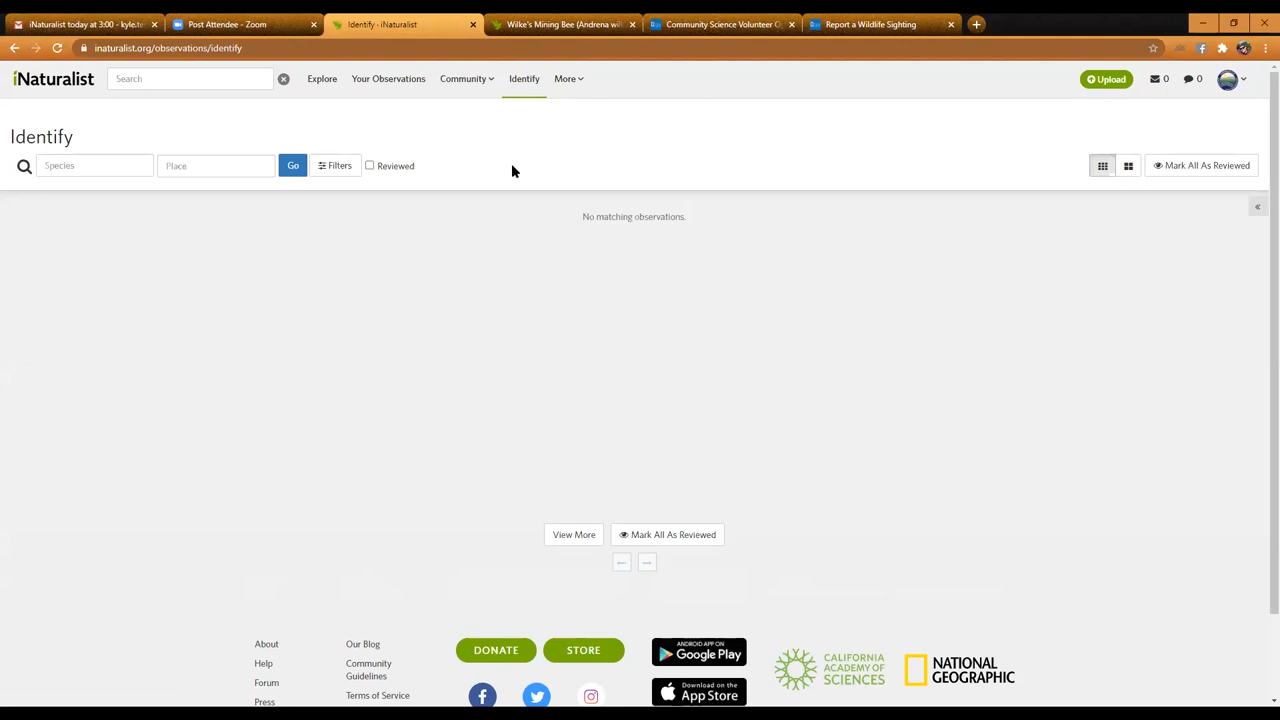 iNaturalist today at 3:00 - kyle.te
Post Attendee - Zoom
Identify · iNaturalist
Wilke's Mining Bee (Andrena wil
Community Science Volunteer O
Report a Wildlife Sighting
inaturalist.org/observations/identify
iNaturalist
Search
Explore
Your Observations
Community
Identify
More
Upload
0
0
Identify
Species
Place
Go
Filters
Reviewed
Mark All As Reviewed
No matching observations.
View More
Mark All As Reviewed
About
Help
Forum
Press
Our Blog
Community
Guidelines
Terms of Service
DONATE
STORE
ANDROID APP ON
Google Play
Download on the
App Store
CALIFORNIA
ACADEMY OF
SCIENCES
NATIONAL
GEOGRAPHIC